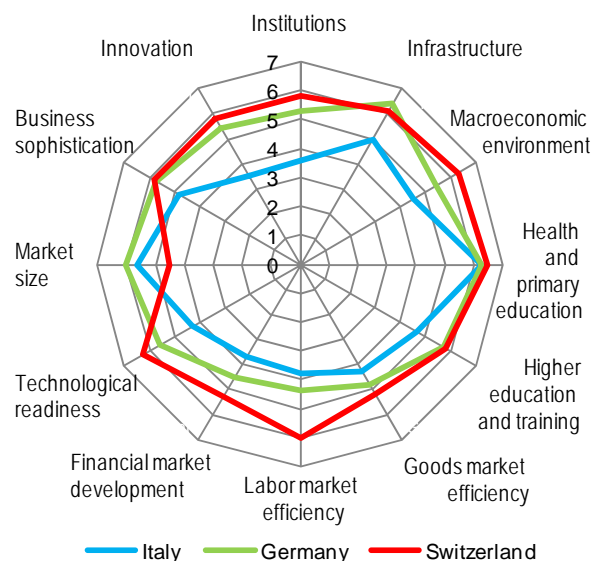 Institutions
Innovation
Infrastructure
Business
sophistication
Macroeconomic
environment
7
6
5
4
3
2
1
0
Market
size
Health
and
primary
education
Technological
readiness
Higher
education
and training
Financial market
development
Labor market
efficiency
Goods market
efficiency
Italy
Germany
Switzerland